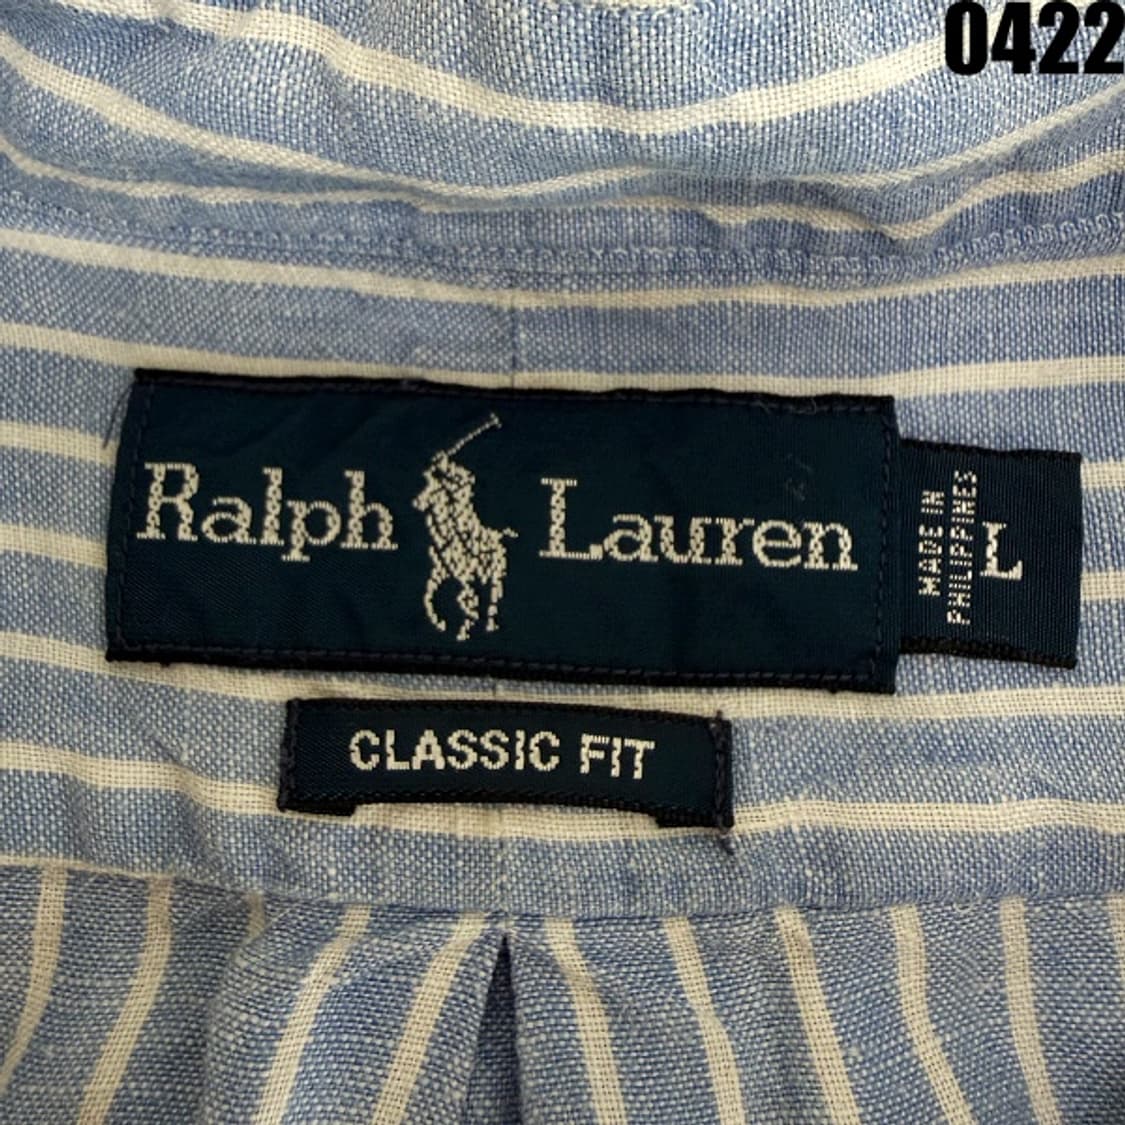 0422
Ralph Lauren
MADE IN
PHILIPPINES
L
CLASSIC FIT